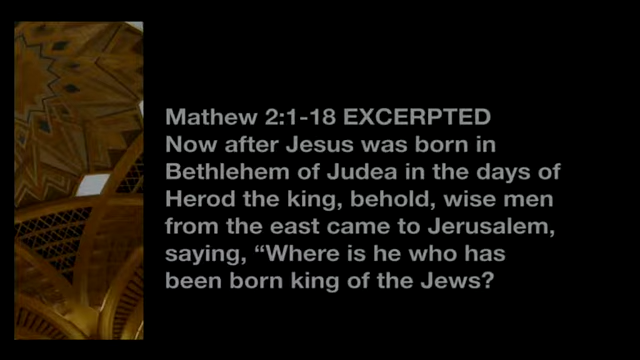 Mathew 2:1-18 EXCERPTED
Now after Jesus was born in
Bethlehem of Judea in the days of
Herod the king, behold, wise men
from the east came to Jerusalem,
saying, “Where is he who has
been born king of the Jews?